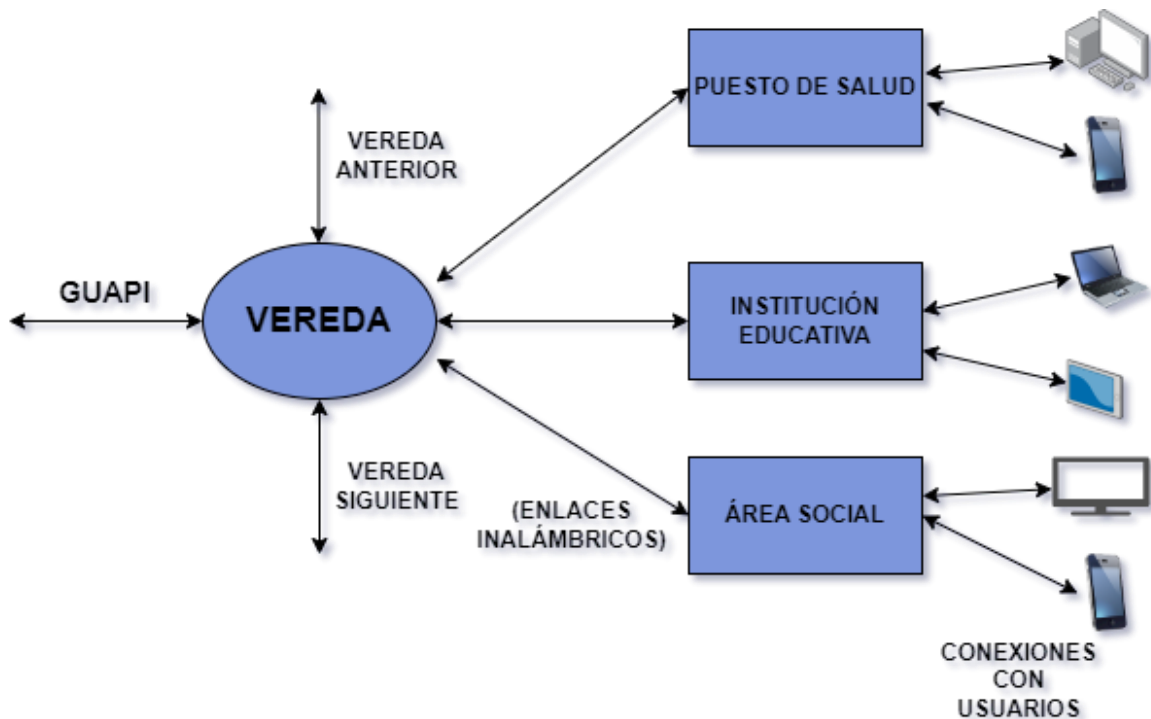 PUESTO DE SALUD
VEREDA
ANTERIOR
GUAPI
VEREDA
INSTITUCIÓN
EDUCATIVA
VEREDA
SIGUIENTE
(ENLACES
INALÁMBRICOS)
ÁREA SOCIAL
CONEXIONES
CON
USUARIOS